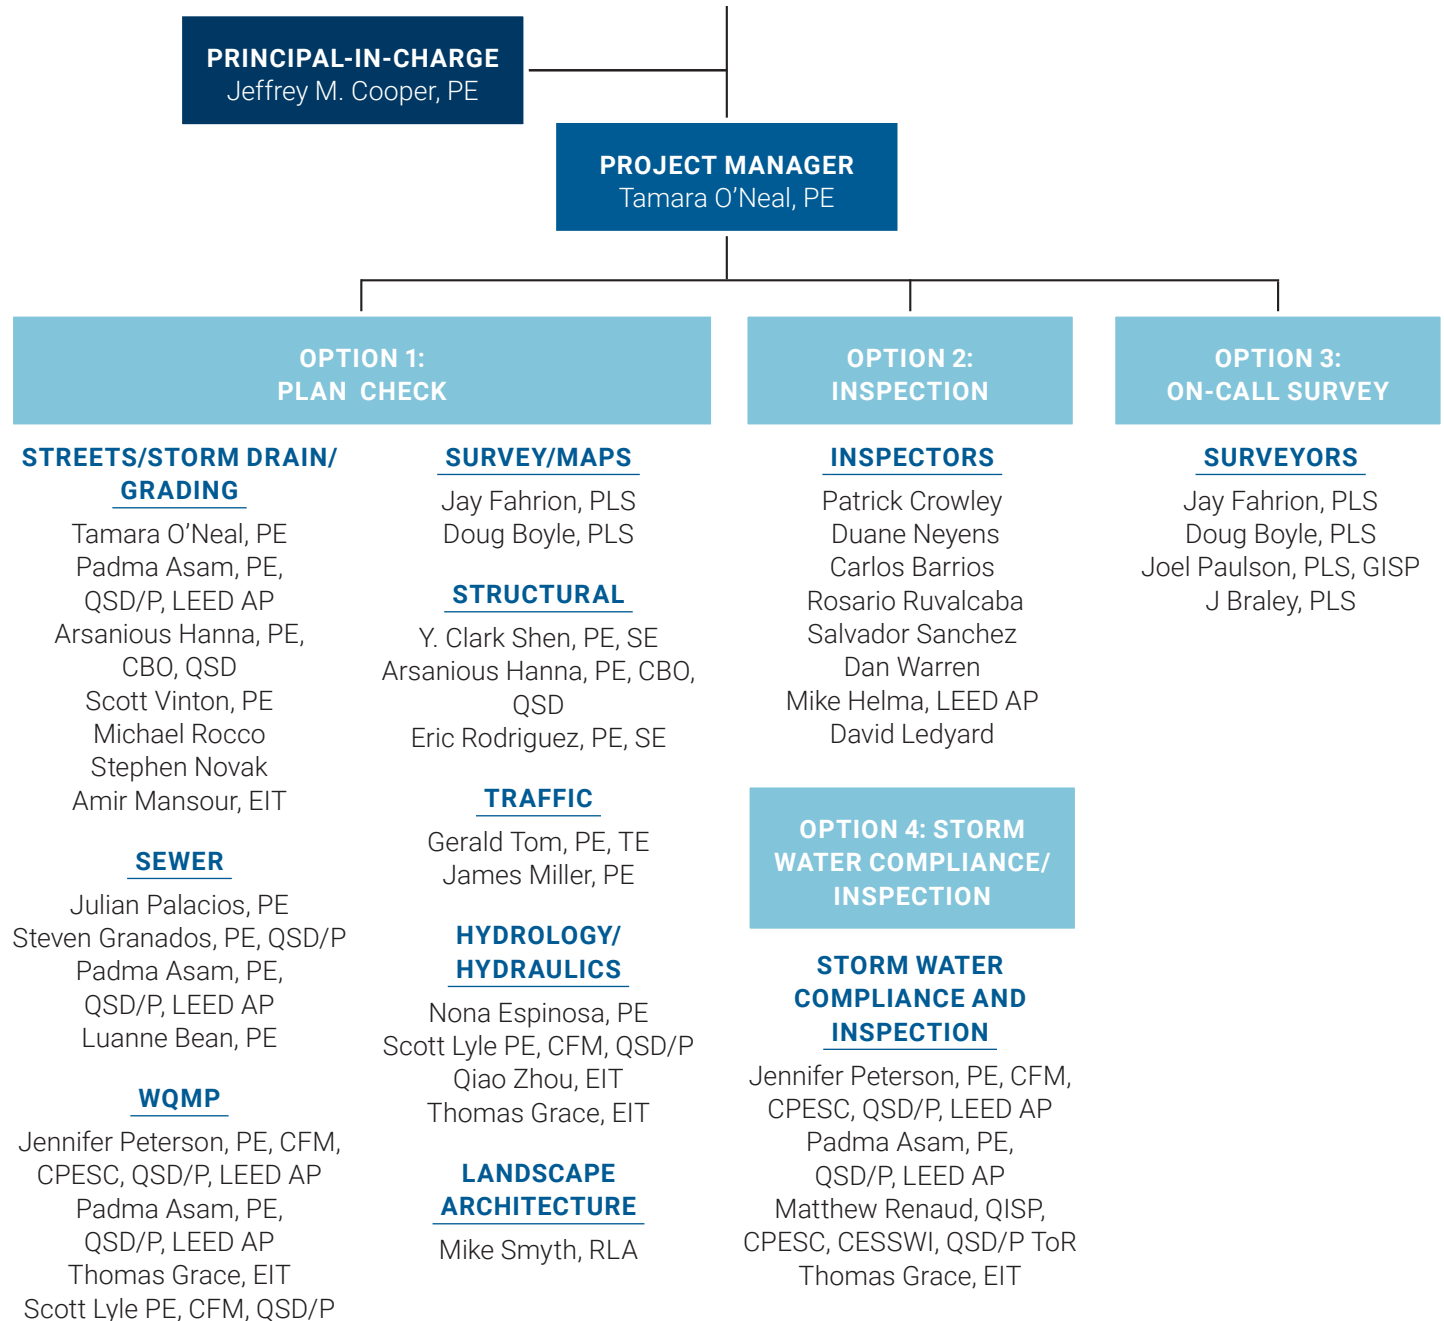 PRINCIPAL-IN-CHARGE
Jeffrey M. Cooper, PE
PROJECT MANAGER
Tamara O’Neal, PE
OPTION 1:
PLAN CHECK
STREETS/STORM DRAIN/
GRADING
Tamara O’Neal, PE
Padma Asam, PE,
QSD/P, LEED AP
Arsanious Hanna, PE,
CBO, QSD
Scott Vinton, PE
Michael Rocco
Stephen Novak
Amir Mansour, EIT
SEWER
Julian Palacios, PE
Steven Granados, PE, QSD/P
Padma Asam, PE,
QSD/P, LEED AP
Luanne Bean, PE
WQMP
Jennifer Peterson, PE, CFM,
CPESC, QSD/P, LEED AP
Padma Asam, PE,
QSD/P, LEED AP
Thomas Grace, EIT
Scott Lyle PE, CFM, QSD/P
SURVEY/MAPS
Jay Fahrion, PLS
Doug Boyle, PLS
STRUCTURAL
Y. Clark Shen, PE, SE
Arsanious Hanna, PE, CBO,
QSD
Eric Rodriguez, PE, SE
TRAFFIC
Gerald Tom, PE, TE
James Miller, PE
HYDROLOGY/
HYDRAULICS
Nona Espinosa, PE
Scott Lyle PE, CFM, QSD/P
Qiao Zhou, EIT
Thomas Grace, EIT
LANDSCAPE
ARCHITECTURE
Mike Smyth, RLA
OPTION 2:
INSPECTION
INSPECTORS
Patrick Crowley
Duane Neyens
Carlos Barrios
Rosario Ruvalcaba
Salvador Sanchez
Dan Warren
Mike Helma, LEED AP
David Ledyard
OPTION 4: STORM
WATER COMPLIANCE/
INSPECTION
STORM WATER
COMPLIANCE AND
INSPECTION
Jennifer Peterson, PE, CFM,
CPESC, QSD/P, LEED AP
Padma Asam, PE,
QSD/P, LEED AP
Matthew Renaud, QISP,
CPESC, CESSWI, QSD/P ToR
Thomas Grace, EIT
OPTION 3:
ON-CALL SURVEY
SURVEYORS
Jay Fahrion, PLS
Doug Boyle, PLS
Joel Paulson, PLS, GISP
J Braley, PLS